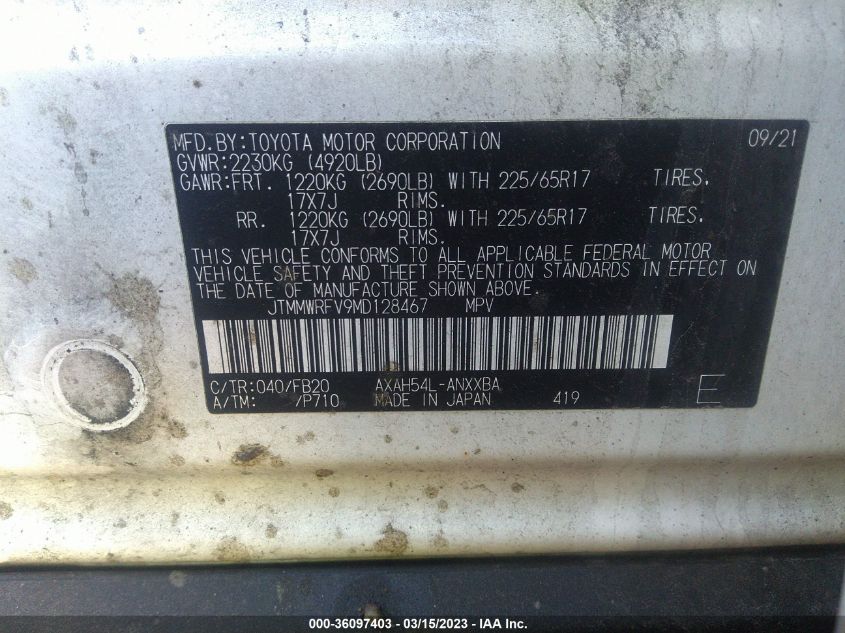 MFD.BY:TOYOTA MOTOR CORPORATION 09/21
GVWR:2230KG (4920LB)
GAWR:FRT. 1220KG (2690LB) WITH 225/65R17 TIRES.
17X7J RIMS.
RR. 1220KG (2690LB) WITH 225/65R17 TIRES.
17X7J RIMS.
THIS VEHICLE CONFORMS TO ALL APPLICABLE FEDERAL MOTOR
VEHICLE SAFETY AND THEFT PREVENTION STANDARDS IN EFFECT ON
THE DATE OF MANUFACTURE SHOWN ABOVE.
JTMMWRFV9MD128467 MPV
C/TR:040/FB20 AXAH54L-ANXXBA
A/TM: /P710 MADE IN JAPAN 419 E
000-36097403 - 03/15/2023 - IAA Inc.